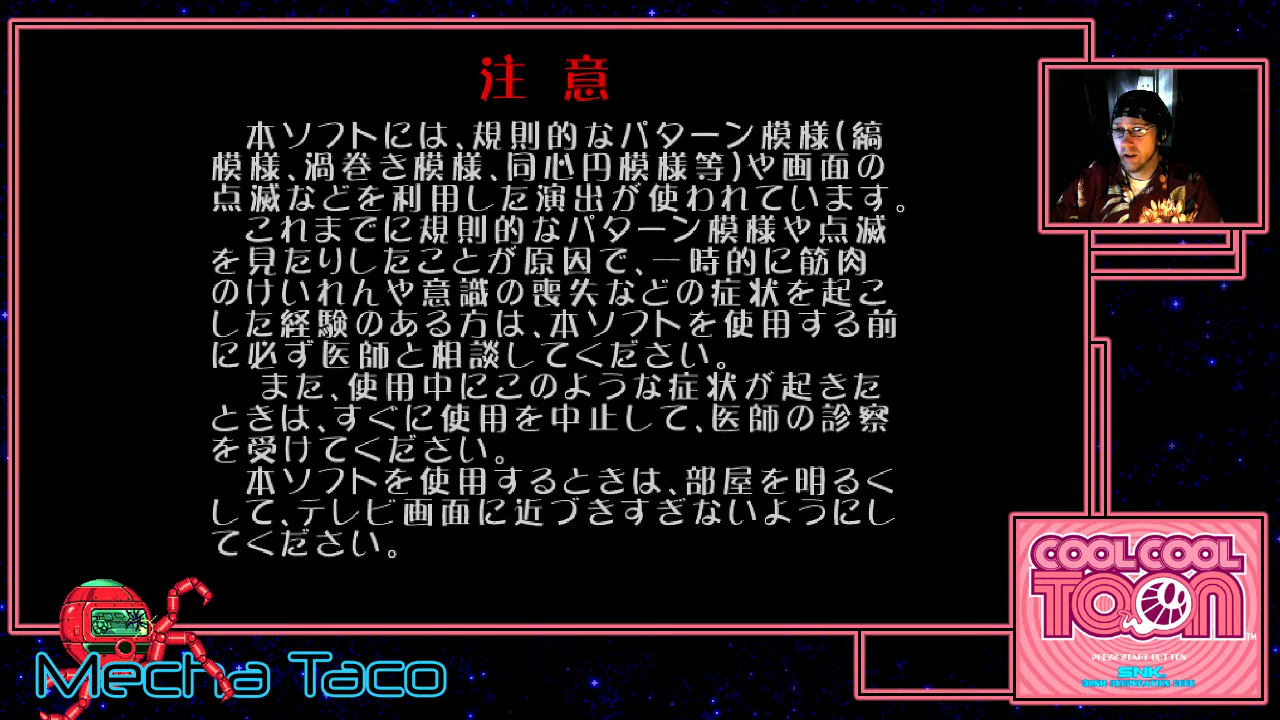 注意
本ソフトには、規則的なパターン模様(縞
模様、渦巻き模様、同心円模様等)や画面の
点滅などを利用した演出が使われています。
これまでに規則的なパターン模様や点滅
を見たりしたことが原因で、一時的に筋肉
のけいれんや意識の喪失などの症状を起こ
した経験のある方は、本ソフトを使用する前
に必ず医師と相談してください。
また、使用中にこのような症状が起きた
ときは、すぐに使用を中止して、医師の診察
を受けてください。
本ソフトを使用するときは、部屋を明るく
して、テレビ画面に近づきすぎないようにし
てください。
COOL COOL
TOON
TM
PRESS START BUTTON
SNK
Mecha Taco